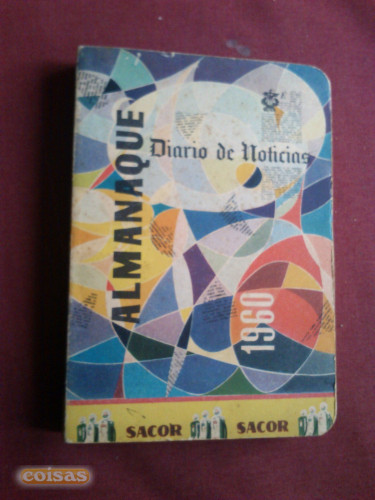 ALMANAQUE
Diario de Noticias
1960
SACOR SACOR
coisas